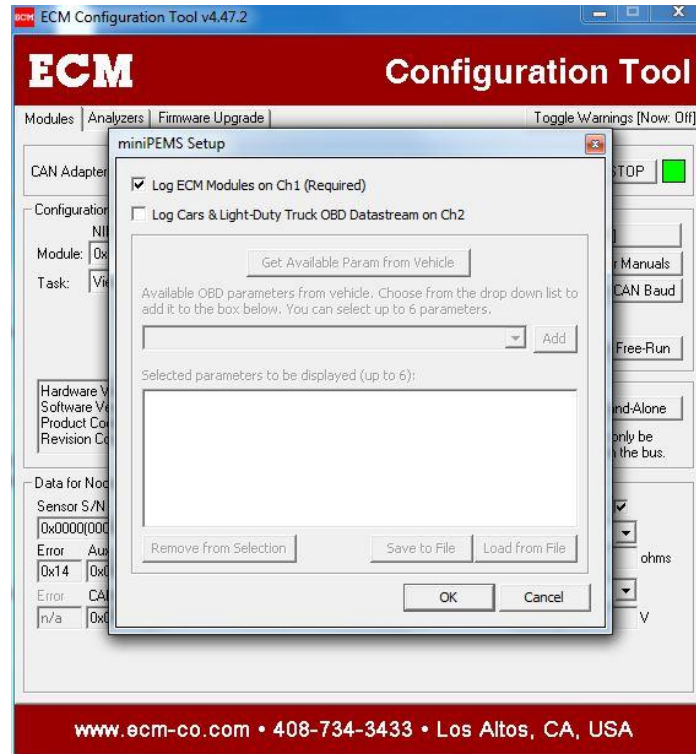 ECM Configuration Tool v4.47.2
ECM
Configuration Tool
Modules
Analyzers
Firmware Upgrade
Toggle Warnings [Now: Off]
miniPEMS Setup
CAN Adapter
Log ECM Modules on Ch1 (Required)
Log Cars & Light-Duty Truck OBD Datastream on Ch2
Configuration
Module: 0x
Manuals
Get Available Param from Vehicle
Task:
CAN Baud
Available OBD parameters from vehicle. Choose from the drop down list to
add it to the box below. You can select up to 6 parameters.
Add
Free-Run
Selected parameters to be displayed (up to 6):
Hardware V
Software Ve
nd-Alone
Product Co
Revision Co
only be
the bus.
Data for Nod
Sensor S/N
0x0000(000
Remove from Selection
Save to File
Load from File
Error
ohms
0x14
OK
Cancel
Error
n/a
V
www.ecm-co.com • 408-734-3433 • Los Altos, CA, USA